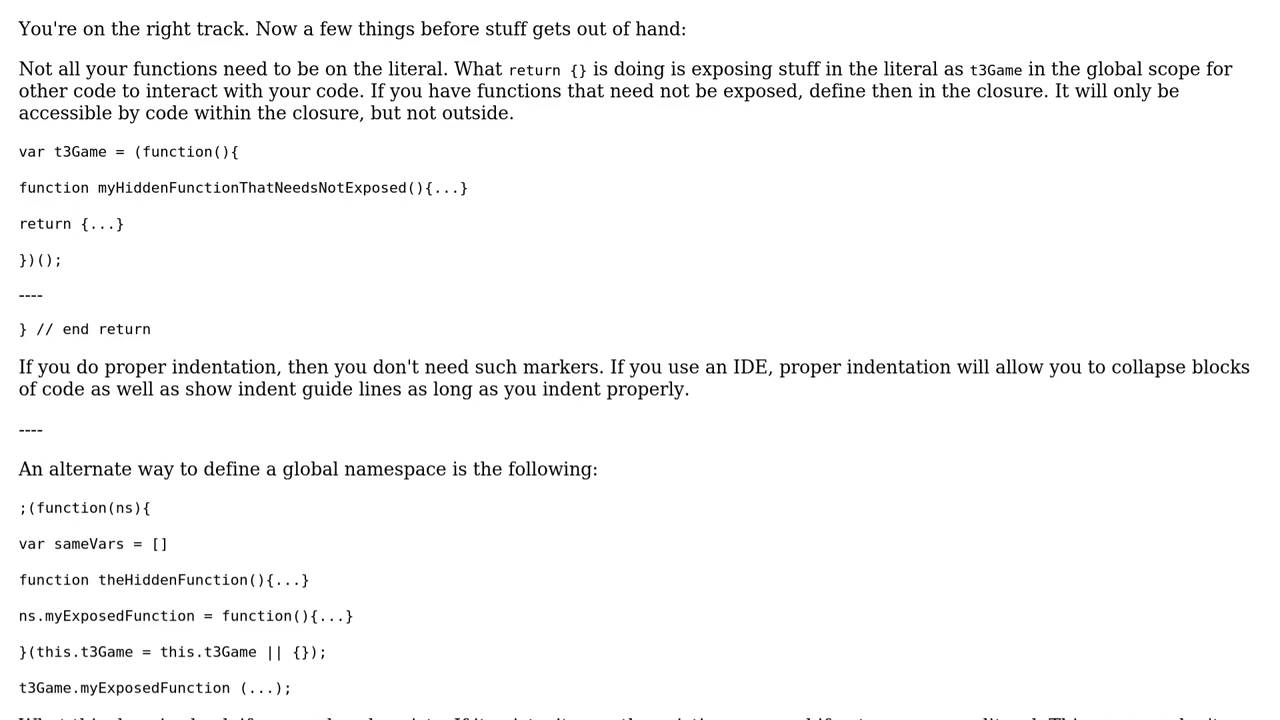 You're on the right track. Now a few things before stuff gets out of hand:
Not all your functions need to be on the literal. What return {} is doing is exposing stuff in the literal as t3Game in the global scope for
other code to interact with your code. If you have functions that need not be exposed, define then in the closure. It will only be
accessible by code within the closure, but not outside.
var t3Game = (function(){
function myHiddenFunctionThatNeedsNotExposed(){...}
return {...}
})();
----
} // end return
If you do proper indentation, then you don't need such markers. If you use an IDE, proper indentation will allow you to collapse blocks
of code as well as show indent guide lines as long as you indent properly.
----
An alternate way to define a global namespace is the following:
;(function(ns){
var sameVars = []
function theHiddenFunction(){...}
ns.myExposedFunction = function(){...}
}(this.t3Game = this.t3Game || {});
t3Game.myExposedFunction (...);